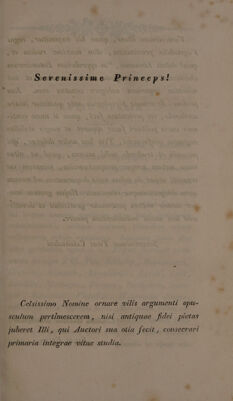 Serenissime Princeps!
Celsissimo Nomine ornare vilis argumenti opu-
sculum pertimescerem, nisi antiquae fidei pietas
juberet Illi, qui Auctori sua otia fecit, consecrari
primaria integrae vitae studia.